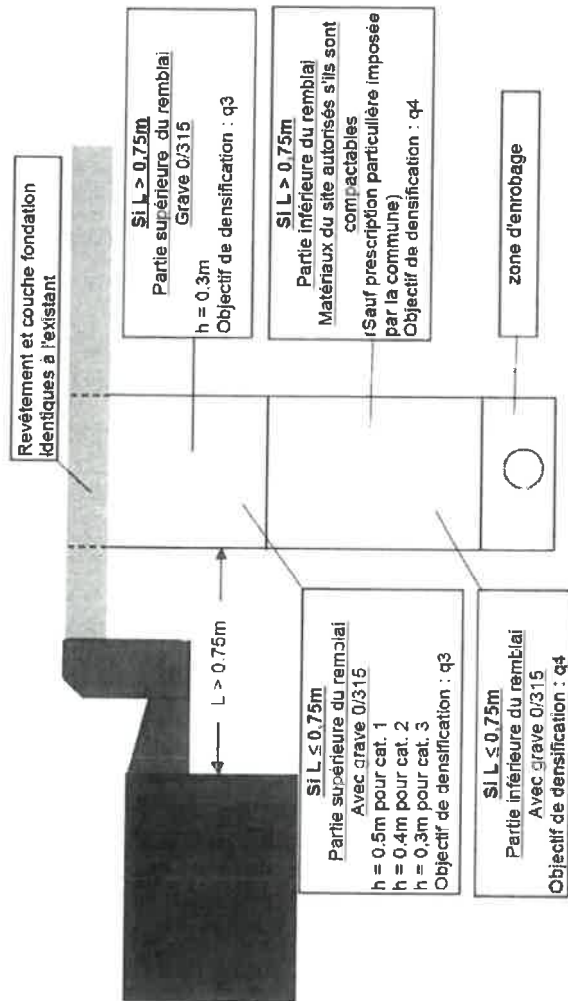 Revêtement et couche fondation
identiques à l'existant
Si L > 0,75m
Partie supérieure du remblai
Grave 0/315
h = 0.3m
Objectif de densification : q3
Si L > 0,75m
Partie inférieure du remblai
Matériaux du site autorisés s'ils sont
compactables
(Sauf prescription particulière imposée
par la commune)
Objectif de densification : q4
zone d'enrobage
L > 0.75m
Si L ≤ 0,75m
Partie supérieure du remblai
Avec grave 0/315
h = 0.5m pour cat. 1
h = 0.4m pour cat. 2
h = 0,3m pour cat. 3
Objectif de densification : q3
Si L ≤ 0,75m
Partie inférieure du remblai
Avec grave 0/315
Objectif de densification : q4